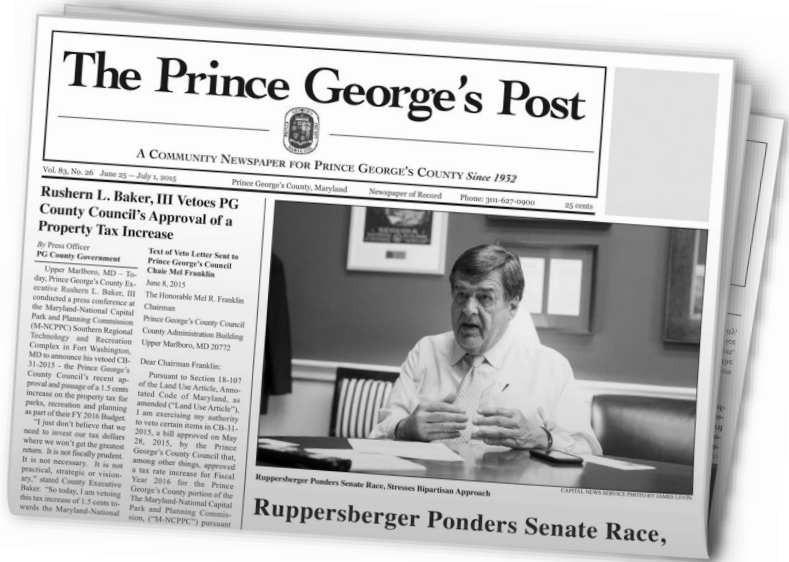 The Prince George's Post
A COMMUNITY NEWSPAPER FOR PRINCE GEORGE'S COUNTY Since 1932
Vol. 83, No. 26 June 25 — July 1, 2015 Prince George's County, Maryland Newspaper of Record Phone: 301-627-0900 25 cents
Rushern L. Baker, III Vetoes PG
County Council's Approval of a
Property Tax Increase
By Press Officer
PG County Government
Upper Marlboro, MD – To-
day, Prince George's County Ex-
ecutive Rushern L. Baker, III
conducted a press conference at
the Maryland-National Capital
Park and Planning Commission
(M-NCPPC) Southern Regional
Technology and Recreation
Complex in Fort Washington,
MD to announce his vetoed CB-
31-2015 – the Prince George's
County Council's recent ap-
proval and passage of a 1.5 cents
increase on the property tax for
parks, recreation and planning
as part of their FY 2016 Budget.
"I just don't believe that we
need to invest our tax dollars
where we won't get the greatest
return. It is not fiscally prudent.
It is not necessary. It is not
practical, strategic or vision-
ary," stated County Executive
Baker. "So today, I am vetoing
this tax increase of 1.5 cents to-
wards the Maryland-National
Text of Veto Letter Sent to
Prince George's Council
Chaie Mel Franklin
June 8, 2015
The Honorable Mel R. Franklin
Chairman
Prince George's County Council
County Administration Building
Upper Marlboro, MD 20772
Dear Chairman Franklin:
Pursuant to Section 18-107
of the Land Use Article, Anno-
tated Code of Maryland, as
amended ("Land Use Article"),
I am exercising my authority
to veto certain items in CB-31-
2015, a bill approved on May
28, 2015, by the Prince
George's County Council that,
among other things, approved
a tax rate increase for Fiscal
Year 2016 for the Prince
George's County portion of the
The Maryland-National Capital
Park and Planning Commis-
sion, ("M-NCPPC") pursuant
SEQUOIA
Ruppersberger Ponders Senate Race, Stresses Bipartisan Approach
CAPITAL NEWS SERVICE PHOTO BY JAMES LEVIN
Ruppersberger Ponders Senate Race,